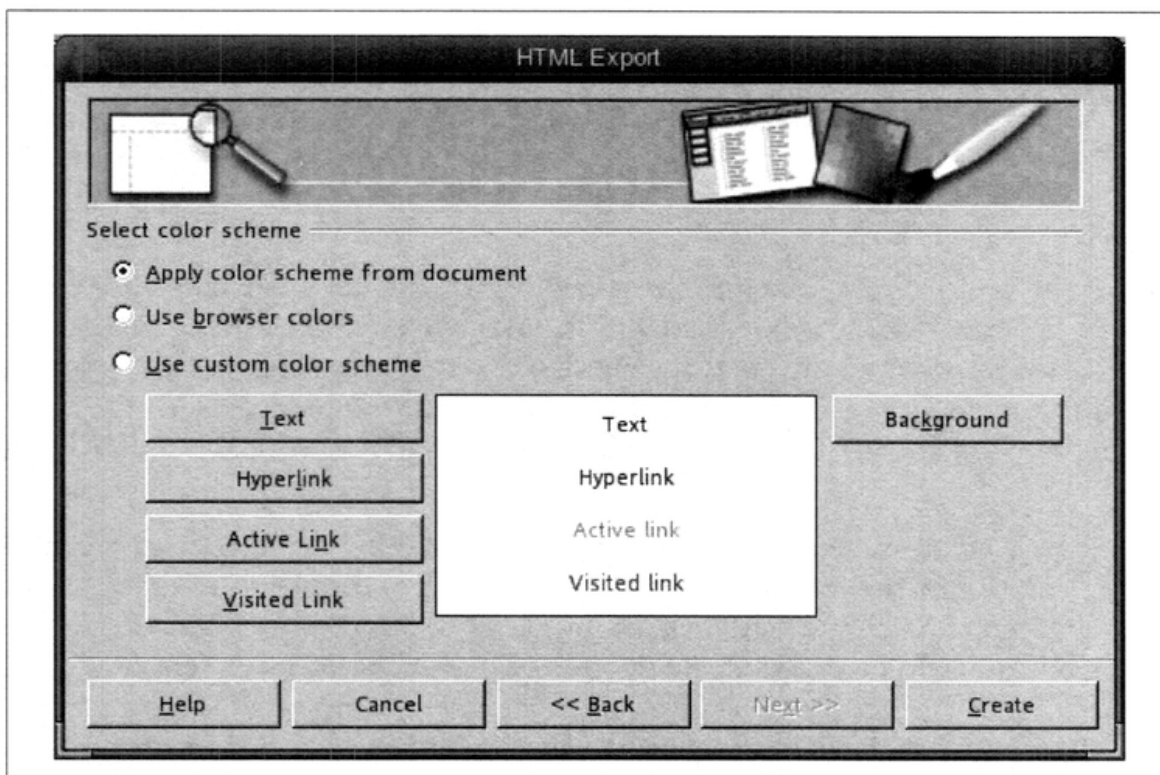 HTML Export
Select color scheme
Apply color scheme from document
Use browser colors
Use custom color scheme
Text
Hyperlink
Active Link
Visited Link
Text
Hyperlink
Active link
Visited link
Background
Help
Cancel
<< Back
Next >>
Create